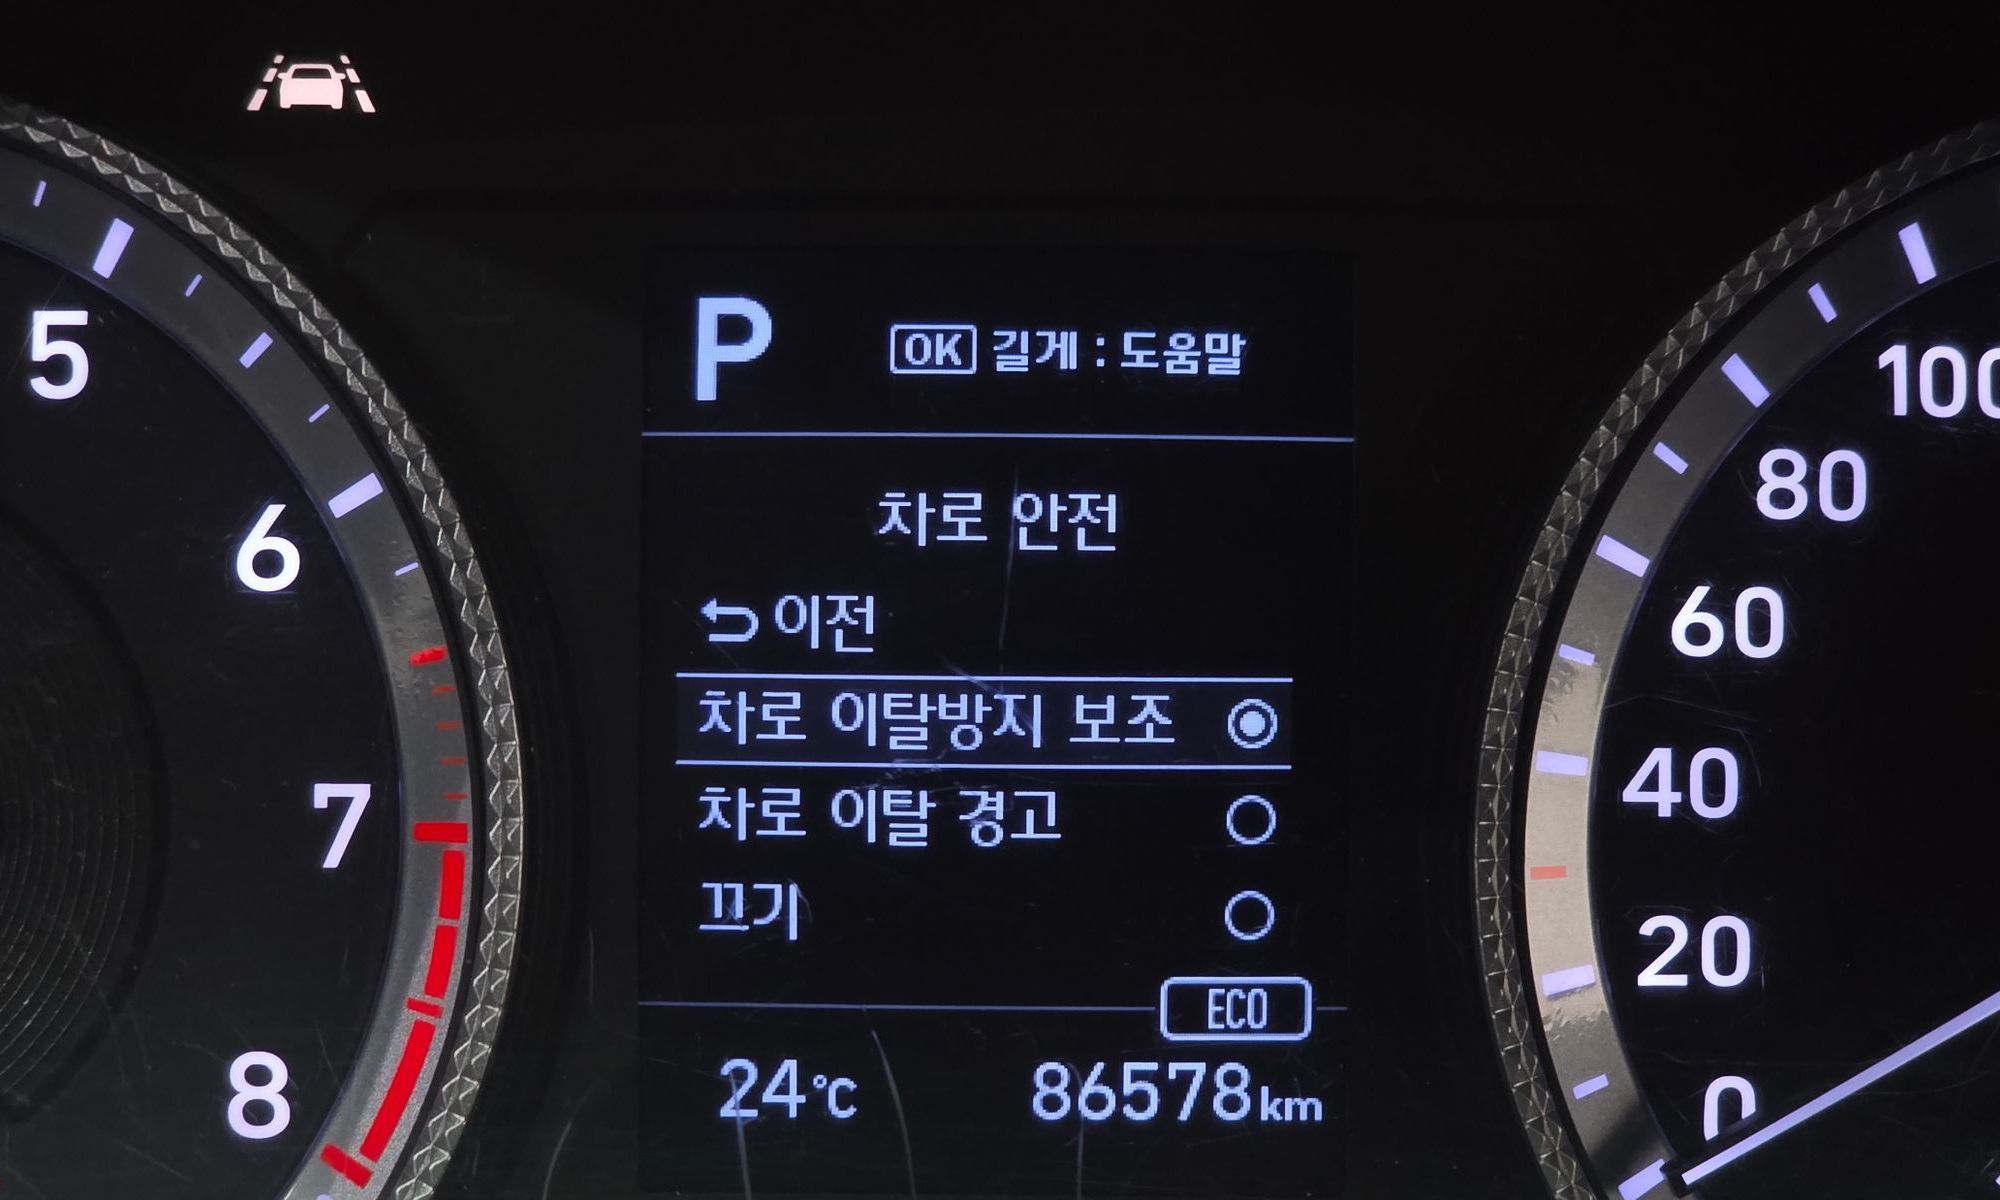 P
OK 길게 : 도움말
차로 안전
이전
차로 이탈방지 보조
차로 이탈 경고
끄기
ECO
24℃ 86578km
5
6
7
8
100
80
60
40
20
0